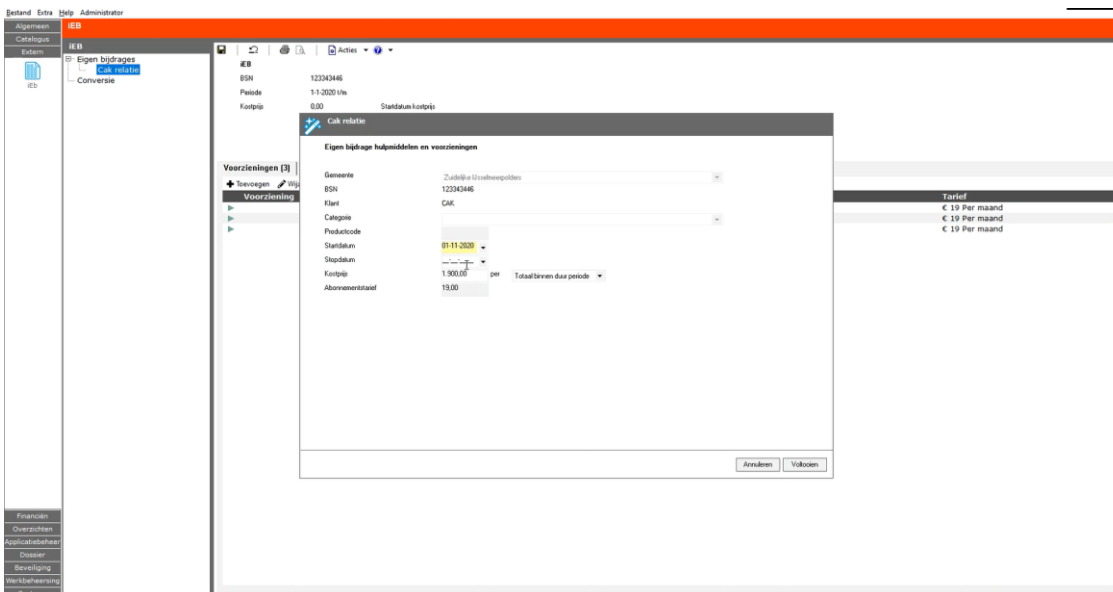 Bestand Extra Help Administrator
Algemeen
Catalogus
Extern
iEb
iEB
iEB
Eigen bijdrages
Cak relatie
Conversie
Acties
iEB
BSN 123343446
Periode 1-1-2020 t/m
Kostprijs 0,00 Startdatum kostprijs
Voorzieningen [3]
Toevoegen Wij
Voorziening Tarief
€ 19 Per maand
€ 19 Per maand
€ 19 Per maand
Cak relatie
Eigen bijdrage hulpmiddelen en voorzieningen
Gemeente Zuidelijke IJsselmeerpolders
BSN 123343446
Klant CAK
Categorie
Productcode
Startdatum 01-11-2020
Stopdatum __-__-____
Kostprijs 1.900,00 per Totaal binnen duur periode
Abonnementstarief 19,00
Annuleren Voltooien
Financiën
Overzichten
Applicatiebeheer
Dossier
Beveiliging
Werkbeheersing